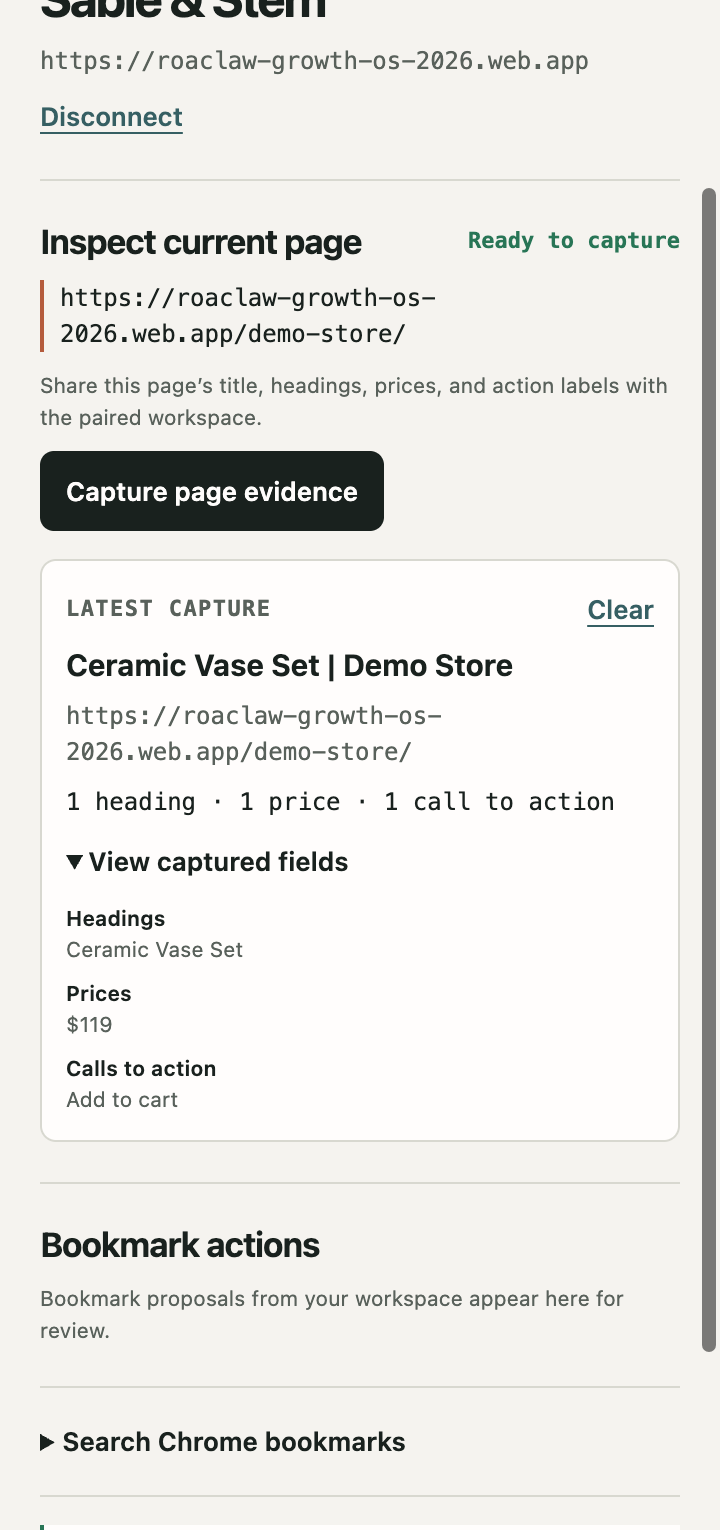 Sable & Stem
https://roaclaw-growth-os-2026.web.app
Disconnect
Inspect current page
Ready to capture
https://roaclaw-growth-os-
2026.web.app/demo-store/
Share this page’s title, headings, prices, and action labels with
the paired workspace.
Capture page evidence
LATEST CAPTURE
Clear
Ceramic Vase Set | Demo Store
https://roaclaw-growth-os-
2026.web.app/demo-store/
1 heading · 1 price · 1 call to action
▼ View captured fields
Headings
Ceramic Vase Set
Prices
$119
Calls to action
Add to cart
Bookmark actions
Bookmark proposals from your workspace appear here for
review.
▶ Search Chrome bookmarks